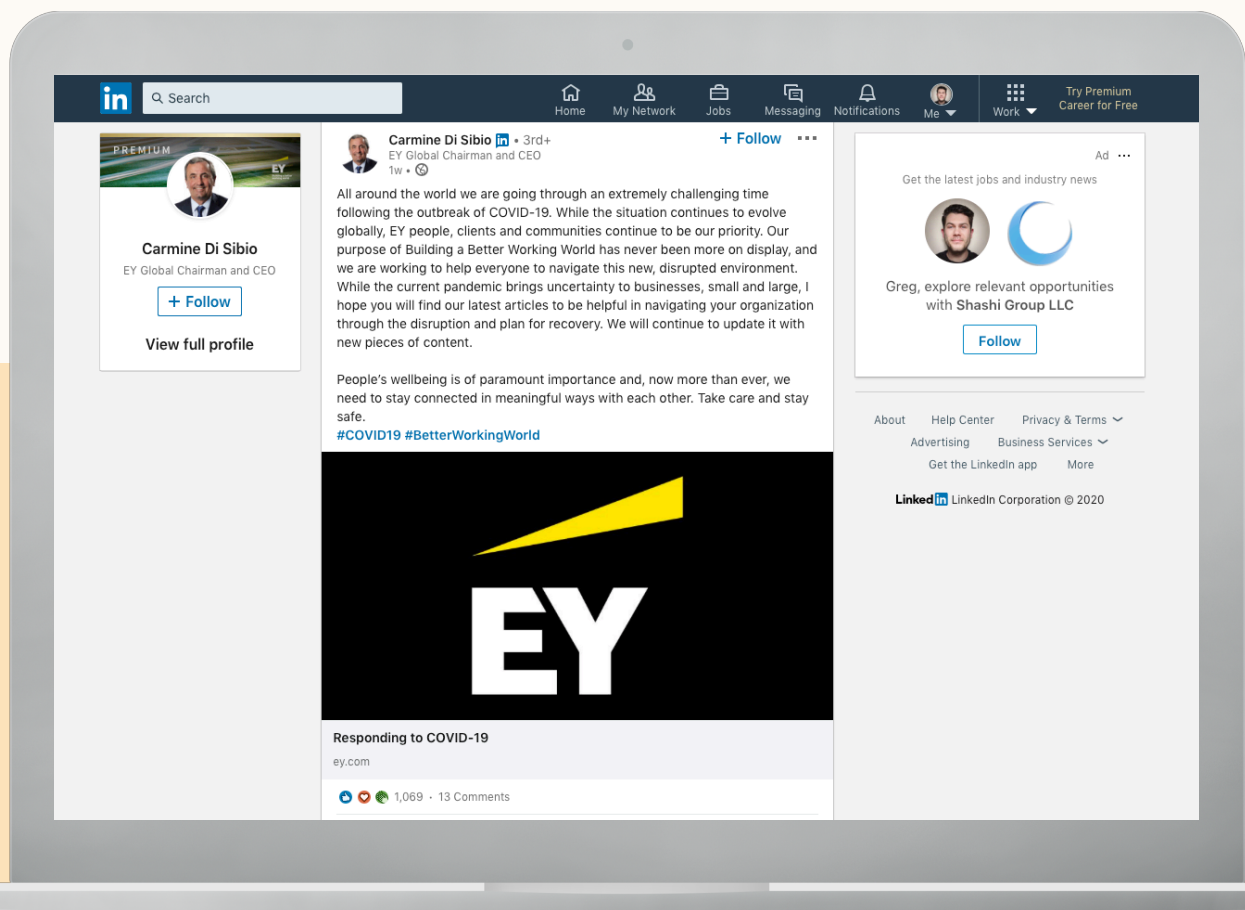 in
Search
Home
My Network
Jobs
Messaging
Notifications
Me
Work
Try Premium
Career for Free
PREMIUM
EY
Carmine Di Sibio
EY Global Chairman and CEO
+ Follow
View full profile
Carmine Di Sibio in • 3rd+
EY Global Chairman and CEO
1w •
+ Follow
All around the world we are going through an extremely challenging time
following the outbreak of COVID-19. While the situation continues to evolve
globally, EY people, clients and communities continue to be our priority. Our
purpose of Building a Better Working World has never been more on display, and
we are working to help everyone to navigate this new, disrupted environment.
While the current pandemic brings uncertainty to businesses, small and large, I
hope you will find our latest articles to be helpful in navigating your organization
through the disruption and plan for recovery. We will continue to update it with
new pieces of content.
People’s wellbeing is of paramount importance and, now more than ever, we
need to stay connected in meaningful ways with each other. Take care and stay
safe.
#COVID19 #BetterWorkingWorld
EY
Responding to COVID-19
ey.com
1,069 · 13 Comments
Ad ···
Get the latest jobs and industry news
Greg, explore relevant opportunities
with Shashi Group LLC
Follow
About Help Center Privacy & Terms
Advertising Business Services
Get the LinkedIn app More
Linked in LinkedIn Corporation © 2020